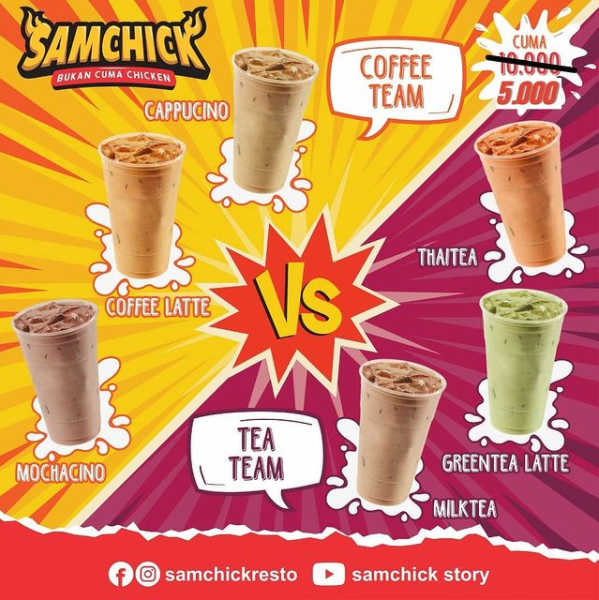 SAMCHICK
BUKAN CUMA CHICKEN
COFFEE
TEAM
CUMA
10.000
5.000
CAPPUCINO
COFFEE LATTE
THAITEA
VS
MOCHACINO
TEA
TEAM
GREENTEA LATTE
MILKTEA
samchickresto
samchick story